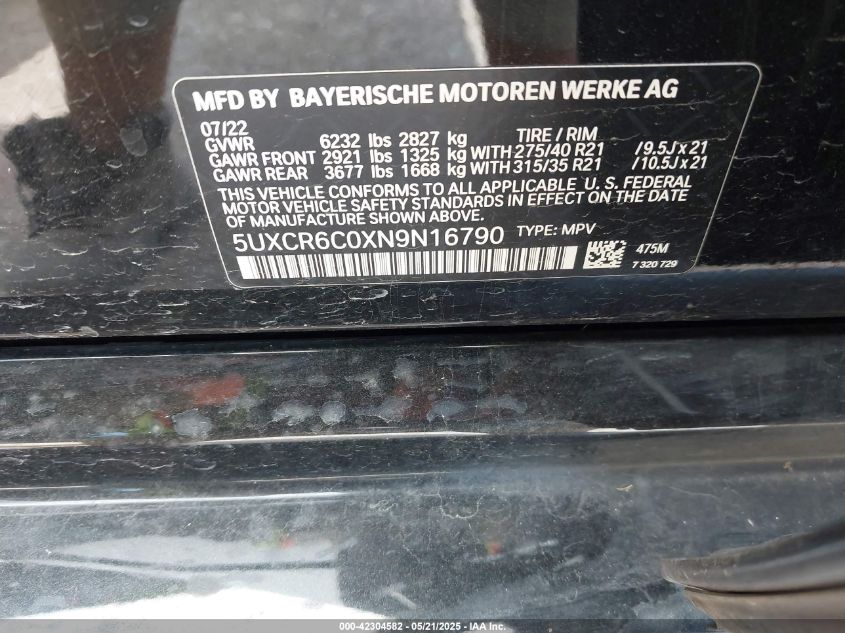 MFD BY BAYERISCHE MOTOREN WERKE AG
07/22 TIRE / RIM
GVWR 6232 lbs 2827 kg
GAWR FRONT 2921 lbs 1325 kg WITH 275/40 R21 /9.5J x 21
GAWR REAR 3677 lbs 1668 kg WITH 315/35 R21 /10.5J x 21
THIS VEHICLE CONFORMS TO ALL APPLICABLE U. S. FEDERAL
MOTOR VEHICLE SAFETY STANDARDS IN EFFECT ON THE DATE
OF MANUFACTURE SHOWN ABOVE.
5UXCR6C0XN9N16790 TYPE: MPV
475M
7 320 729
000-42304582 - 05/21/2025 - IAA Inc.